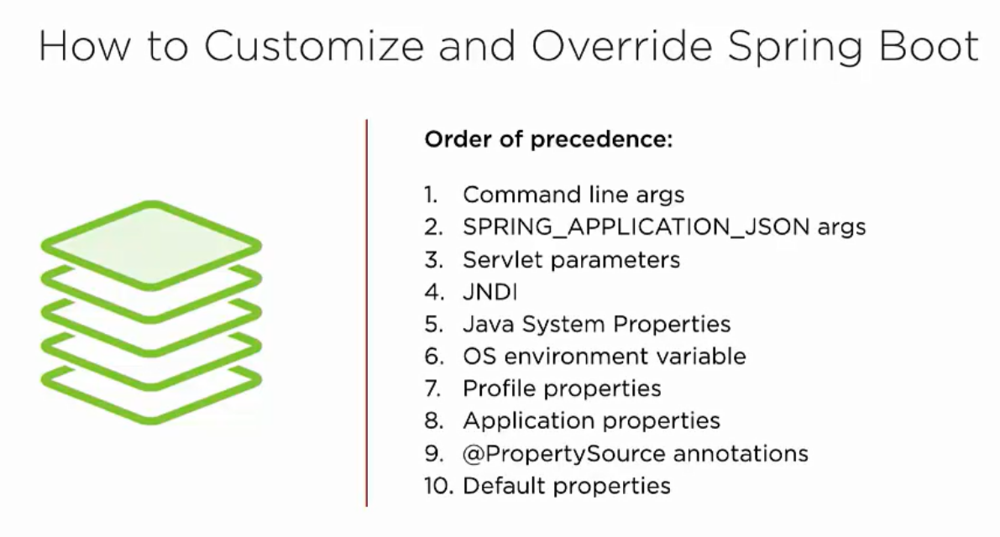 How to Customize and Override Spring Boot
Order of precedence:
1. Command line args
2. SPRING_APPLICATION_JSON args
3. Servlet parameters
4. JNDI
5. Java System Properties
6. OS environment variable
7. Profile properties
8. Application properties
9. @PropertySource annotations
10. Default properties